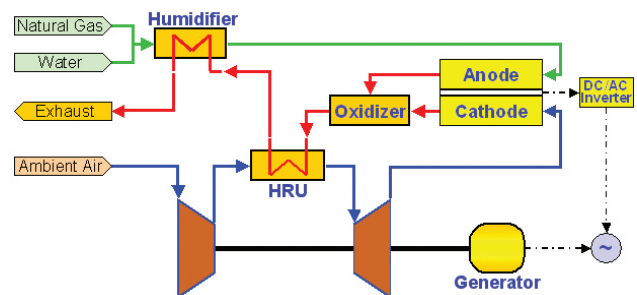 Humidifier
Natural Gas
Water
Exhaust
Anode
Cathode
Oxidizer
DC/AC
Inverter
Ambient Air
HRU
Generator
~